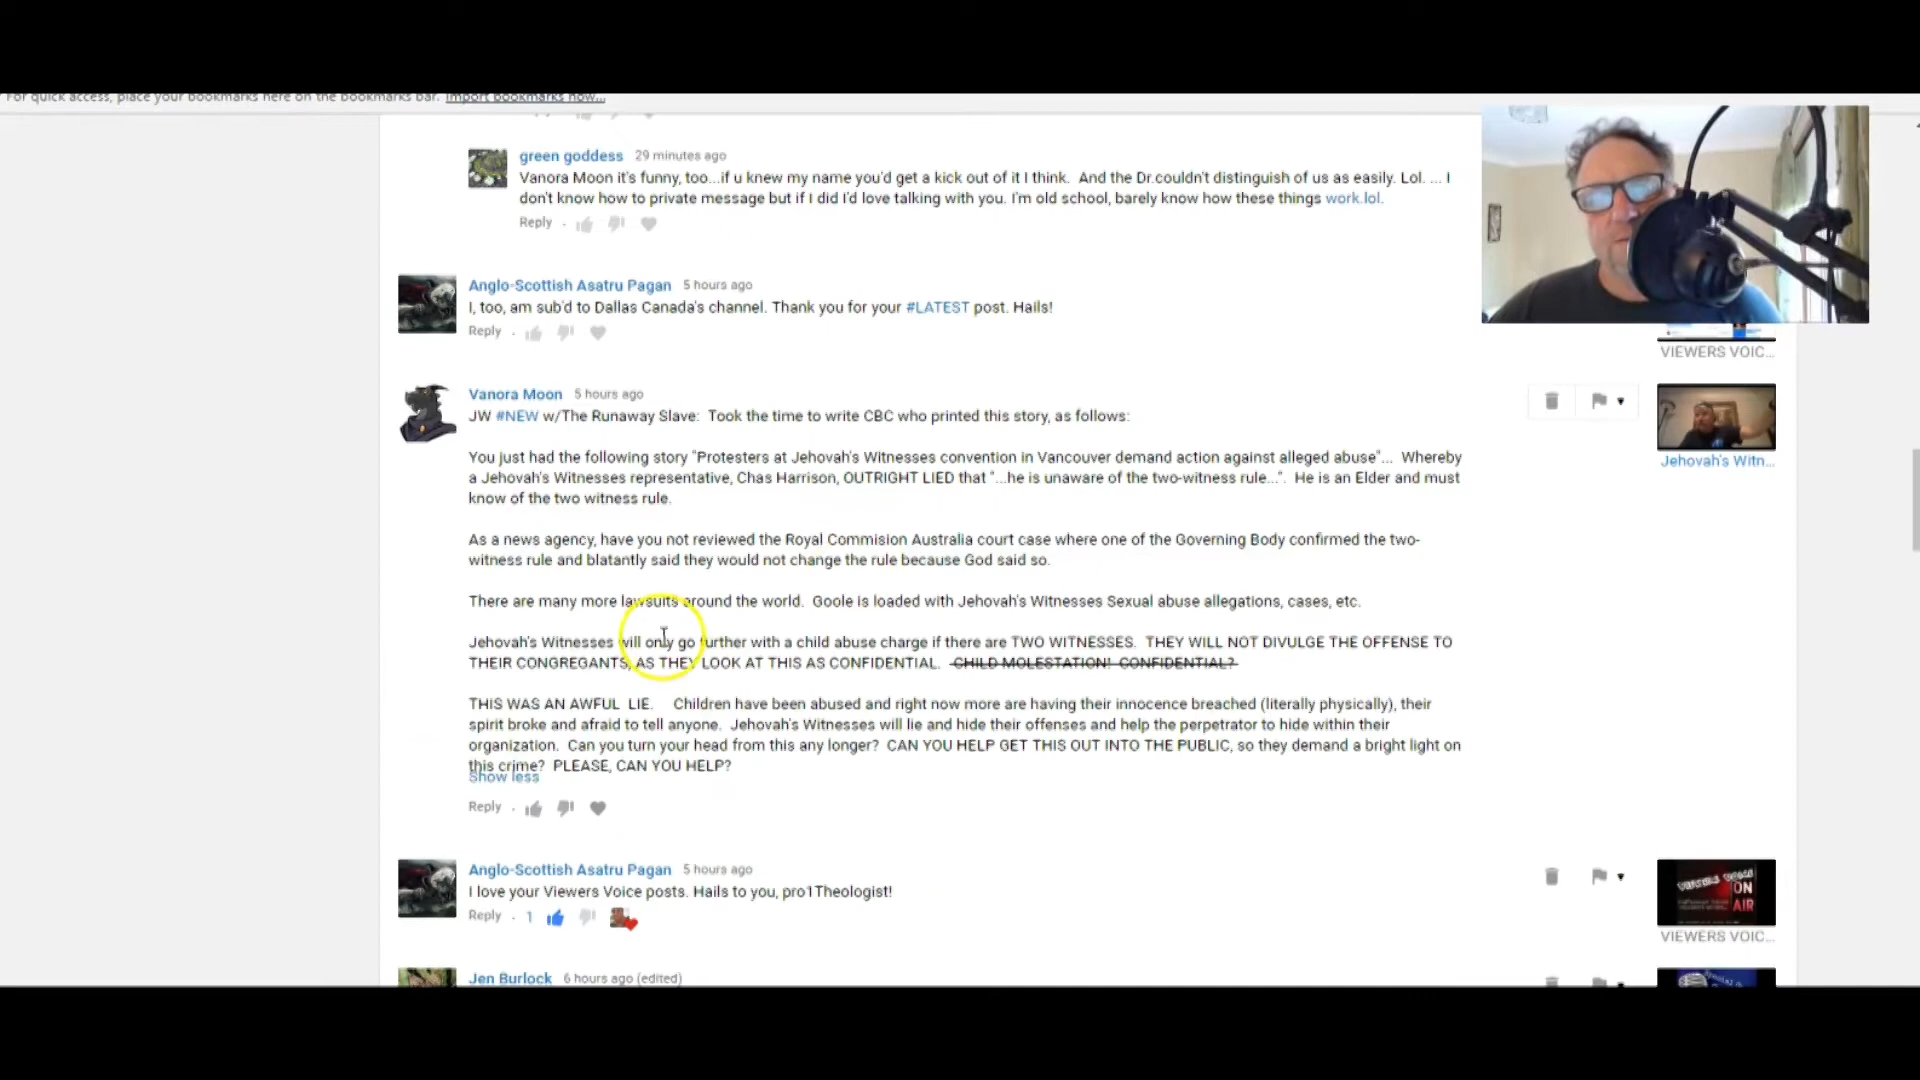 For quick access, place your bookmarks here on the bookmarks bar. Import bookmarks now...
green goddess 29 minutes ago
Vanora Moon it's funny, too...if u knew my name you'd get a kick out of it I think. And the Dr.couldn't distinguish of us as easily. Lol. ... I
don't know how to private message but if I did I'd love talking with you. I'm old school, barely know how these things work.lol.
Reply
Anglo-Scottish Asatru Pagan 5 hours ago
I, too, am sub'd to Dallas Canada's channel. Thank you for your #LATEST post. Hails!
Reply
VIEWERS VOIC...
Vanora Moon 5 hours ago
JW #NEW w/The Runaway Slave: Took the time to write CBC who printed this story, as follows:
You just had the following story "Protesters at Jehovah's Witnesses convention in Vancouver demand action against alleged abuse"... Whereby
a Jehovah's Witnesses representative, Chas Harrison, OUTRIGHT LIED that "...he is unaware of the two-witness rule...". He is an Elder and must
know of the two witness rule.
Jehovah's Witn...
As a news agency, have you not reviewed the Royal Commision Australia court case where one of the Governing Body confirmed the two-
witness rule and blatantly said they would not change the rule because God said so.
There are many more lawsuits around the world. Goole is loaded with Jehovah's Witnesses Sexual abuse allegations, cases, etc.
Jehovah's Witnesses will only go further with a child abuse charge if there are TWO WITNESSES. THEY WILL NOT DIVULGE THE OFFENSE TO
THEIR CONGREGANTS, AS THEY LOOK AT THIS AS CONFIDENTIAL. CHILD MOLESTATION! CONFIDENTIAL?
THIS WAS AN AWFUL LIE. Children have been abused and right now more are having their innocence breached (literally physically), their
spirit broke and afraid to tell anyone. Jehovah's Witnesses will lie and hide their offenses and help the perpetrator to hide within their
organization. Can you turn your head from this any longer? CAN YOU HELP GET THIS OUT INTO THE PUBLIC, so they demand a bright light on
this crime? PLEASE, CAN YOU HELP?
Show less
Reply
Anglo-Scottish Asatru Pagan 5 hours ago
I love your Viewers Voice posts. Hails to you, pro1Theologist!
Reply 1
VIEWERS VOICE
ON
AIR
VIEWERS VOIC...
Jen Burlock 6 hours ago (edited)